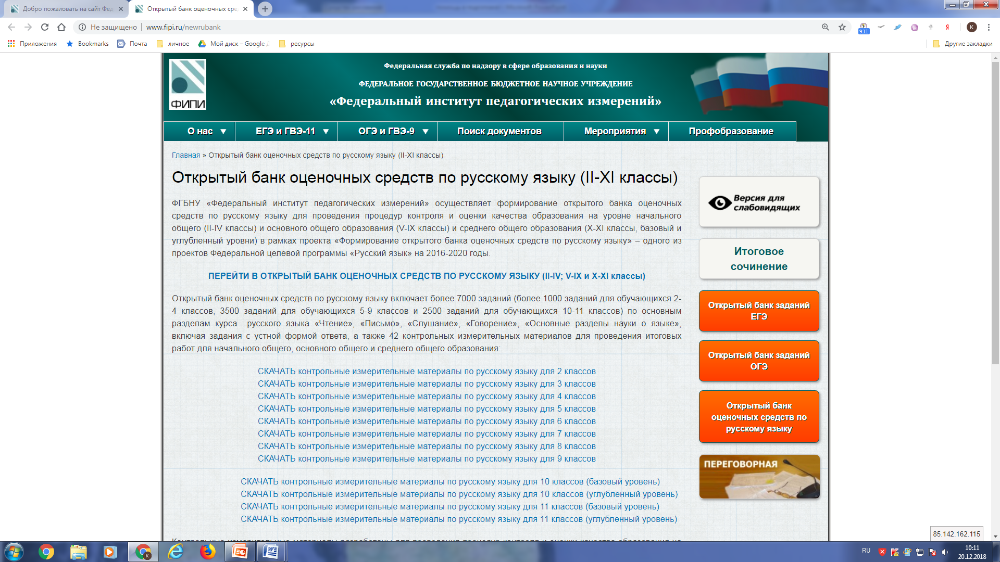 Добро пожаловать на сайт Фед
Открытый банк оценочных сре
Не защищено
www.fipi.ru/newrubank
9:11
Я
K
Приложения
Bookmarks
Почта
личное
Мой диск – Google
ресурсы
Другие закладки
ФИПИ
Федеральная служба по надзору в сфере образования и науки
ФЕДЕРАЛЬНОЕ ГОСУДАРСТВЕННОЕ БЮДЖЕТНОЕ НАУЧНОЕ УЧРЕЖДЕНИЕ
«Федеральный институт педагогических измерений»
О нас ▼
ЕГЭ и ГВЭ-11 ▼
ОГЭ и ГВЭ-9 ▼
Поиск документов
Мероприятия ▼
Профобразование
Главная » Открытый банк оценочных средств по русскому языку (II-XI классы)
Открытый банк оценочных средств по русскому языку (II-XI классы)
ФГБНУ «Федеральный институт педагогических измерений» осуществляет формирование открытого банка оценочных
средств по русскому языку для проведения процедур контроля и оценки качества образования на уровне начального
общего (II-IV классы) и основного общего образования (V-IX классы) и среднего общего образования (X-XI классы, базовый и
углубленный уровни) в рамках проекта «Формирование открытого банка оценочных средств по русскому языку» – одного из
проектов Федеральной целевой программы «Русский язык» на 2016-2020 годы.
ПЕРЕЙТИ В ОТКРЫТЫЙ БАНК ОЦЕНОЧНЫХ СРЕДСТВ ПО РУССКОМУ ЯЗЫКУ (II-IV; V-IX и X-XI классы)
Открытый банк оценочных средств по русскому языку включает более 7000 заданий (более 1000 заданий для обучающихся 2-
4 классов, 3500 заданий для обучающихся 5-9 классов и 2500 заданий для обучающихся 10-11 классов) по основным
разделам курса русского языка «Чтение», «Письмо», «Слушание», «Говорение», «Основные разделы науки о языке»,
включая задания с устной формой ответа, а также 42 контрольных измерительных материалов для проведения итоговых
работ для начального общего, основного общего и среднего общего образования:
СКАЧАТЬ контрольные измерительные материалы по русскому языку для 2 классов
СКАЧАТЬ контрольные измерительные материалы по русскому языку для 3 классов
СКАЧАТЬ контрольные измерительные материалы по русскому языку для 4 классов
СКАЧАТЬ контрольные измерительные материалы по русскому языку для 5 классов
СКАЧАТЬ контрольные измерительные материалы по русскому языку для 6 классов
СКАЧАТЬ контрольные измерительные материалы по русскому языку для 7 классов
СКАЧАТЬ контрольные измерительные материалы по русскому языку для 8 классов
СКАЧАТЬ контрольные измерительные материалы по русскому языку для 9 классов
СКАЧАТЬ контрольные измерительные материалы по русскому языку для 10 классов (базовый уровень)
СКАЧАТЬ контрольные измерительные материалы по русскому языку для 10 классов (углубленный уровень)
СКАЧАТЬ контрольные измерительные материалы по русскому языку для 11 классов (базовый уровень)
СКАЧАТЬ контрольные измерительные материалы по русскому языку для 11 классов (углубленный уровень)
Контрольные измерительные материалы разработаны для проведения процедур контроля и оценки качества образования на
Версия для
слабовидящих
Итоговое
сочинение
Открытый банк заданий
ЕГЭ
Открытый банк заданий
ОГЭ
Открытый банк
оценочных средств по
русскому языку
ПЕРЕГОВОРНАЯ
85.142.162.115
RU
10:11
20.12.2018